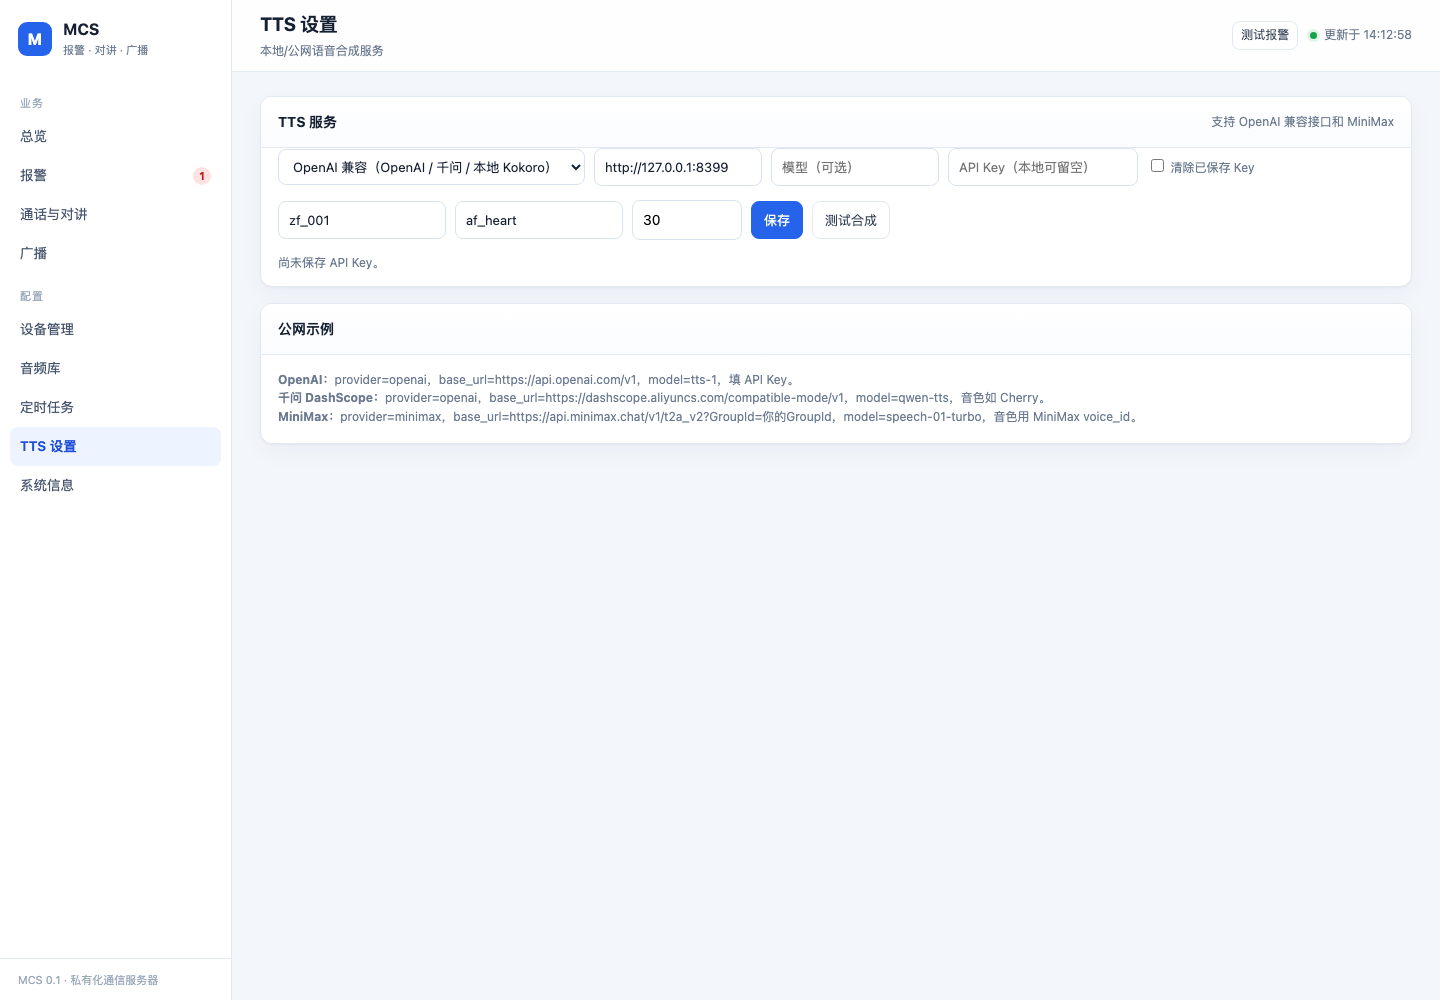 M
MCS
报警 · 对讲 · 广播
业务
总览
报警 1
通话与对讲
广播
配置
设备管理
音频库
定时任务
TTS 设置
系统信息
MCS 0.1 · 私有化通信服务器
TTS 设置
本地/公网语音合成服务
测试报警
更新于 14:12:58
TTS 服务
支持 OpenAI 兼容接口和 MiniMax
OpenAI 兼容（OpenAI / 千问 / 本地 Kokoro） http://127.0.0.1:8399 模型（可选） API Key（本地可留空） 清除已保存 Key
zf_001 af_heart 30 保存 测试合成
尚未保存 API Key。
公网示例
OpenAI：provider=openai，base_url=https://api.openai.com/v1，model=tts-1，填 API Key。
千问 DashScope：provider=openai，base_url=https://dashscope.aliyuncs.com/compatible-mode/v1，model=qwen-tts，音色如 Cherry。
MiniMax：provider=minimax，base_url=https://api.minimax.chat/v1/t2a_v2?GroupId=你的GroupId，model=speech-01-turbo，音色用 MiniMax voice_id。